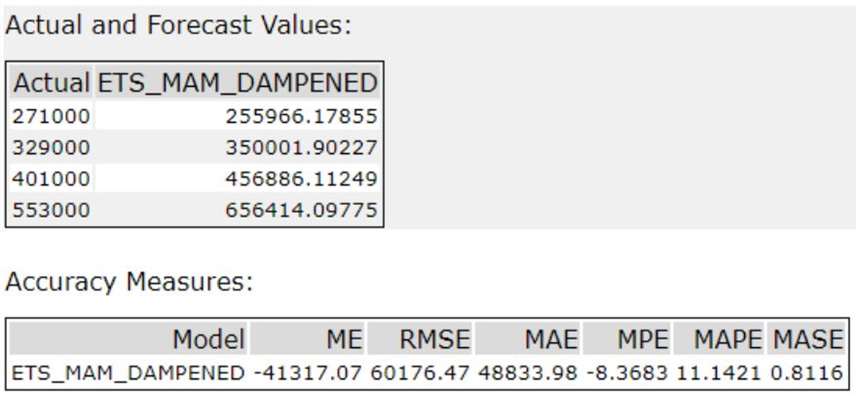 Actual and Forecast Values:
Actual ETS_MAM_DAMPENED
271000 255966.17855
329000 350001.90227
401000 456886.11249
553000 656414.09775
Accuracy Measures:
Model ME RMSE MAE MPE MAPE MASE
ETS_MAM_DAMPENED -41317.07 60176.47 48833.98 -8.3683 11.1421 0.8116